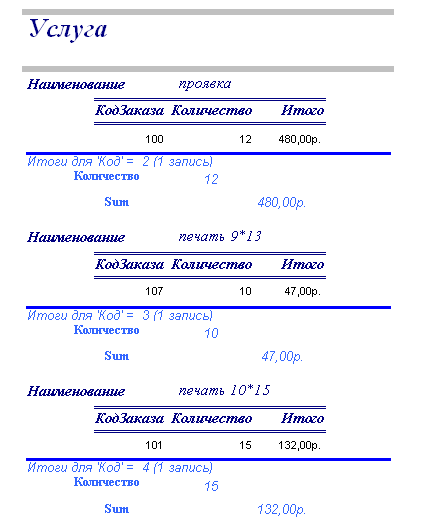 Услуга
Наименование проявка
КодЗаказа Количество Итого
100 12 480,00р.
Итоги для 'Код' = 2 (1 запись)
Количество 12
Sum 480,00р.
Наименование печать 9*13
КодЗаказа Количество Итого
107 10 47,00р.
Итоги для 'Код' = 3 (1 запись)
Количество 10
Sum 47,00р.
Наименование печать 10*15
КодЗаказа Количество Итого
101 15 132,00р.
Итоги для 'Код' = 4 (1 запись)
Количество 15
Sum 132,00р.